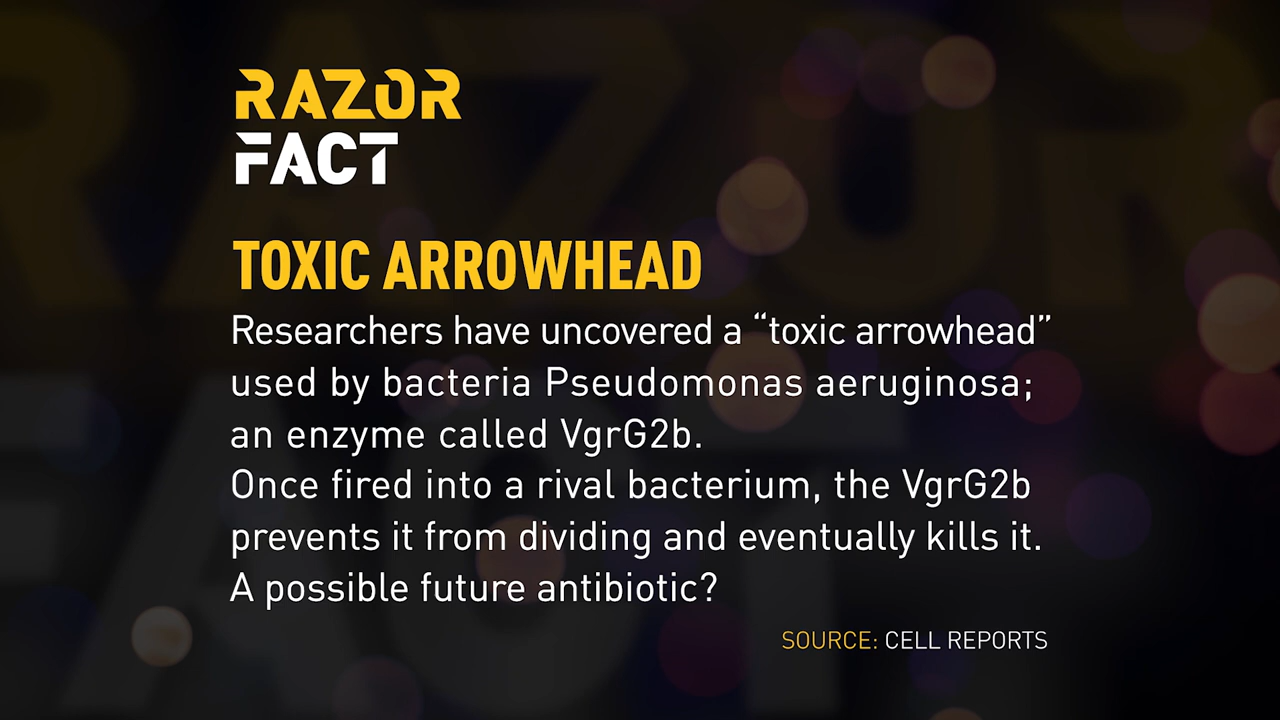 RAZOR
FACT
TOXIC ARROWHEAD
Researchers have uncovered a “toxic arrowhead”
used by bacteria Pseudomonas aeruginosa;
an enzyme called VgrG2b.
Once fired into a rival bacterium, the VgrG2b
prevents it from dividing and eventually kills it.
A possible future antibiotic?
SOURCE: CELL REPORTS